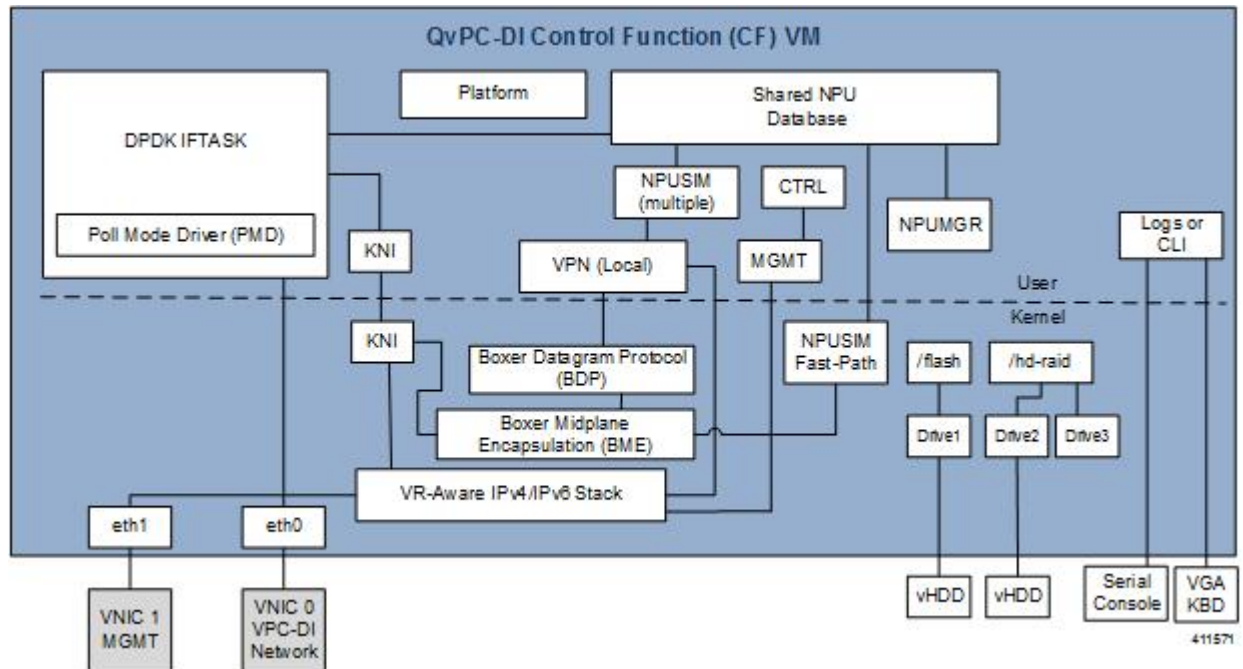 QvPC-DI Control Function (CF) VM
Platform
Shared NPU
Database
DPDK IFTASK
Poll Mode Driver (PMD)
NPUSIM
(multiple)
CTRL
NPUMGR
Logs or
CLI
KNI
VPN (Local)
MGMT
User
Kernel
KNI
Boxer Datagram Protocol
(BDP)
NPUSIM
Fast-Path
/flash
/hd-raid
Boxer Midplane
Encapsulation (BME)
Drive1
Drive2
Drive3
VR-Aware IPv4/IPv6 Stack
eth1
eth0
VNIC 1
MGMT
VNIC 0
VPC-DI
Network
vHDD
vHDD
Serial
Console
VGA
KBD
411571